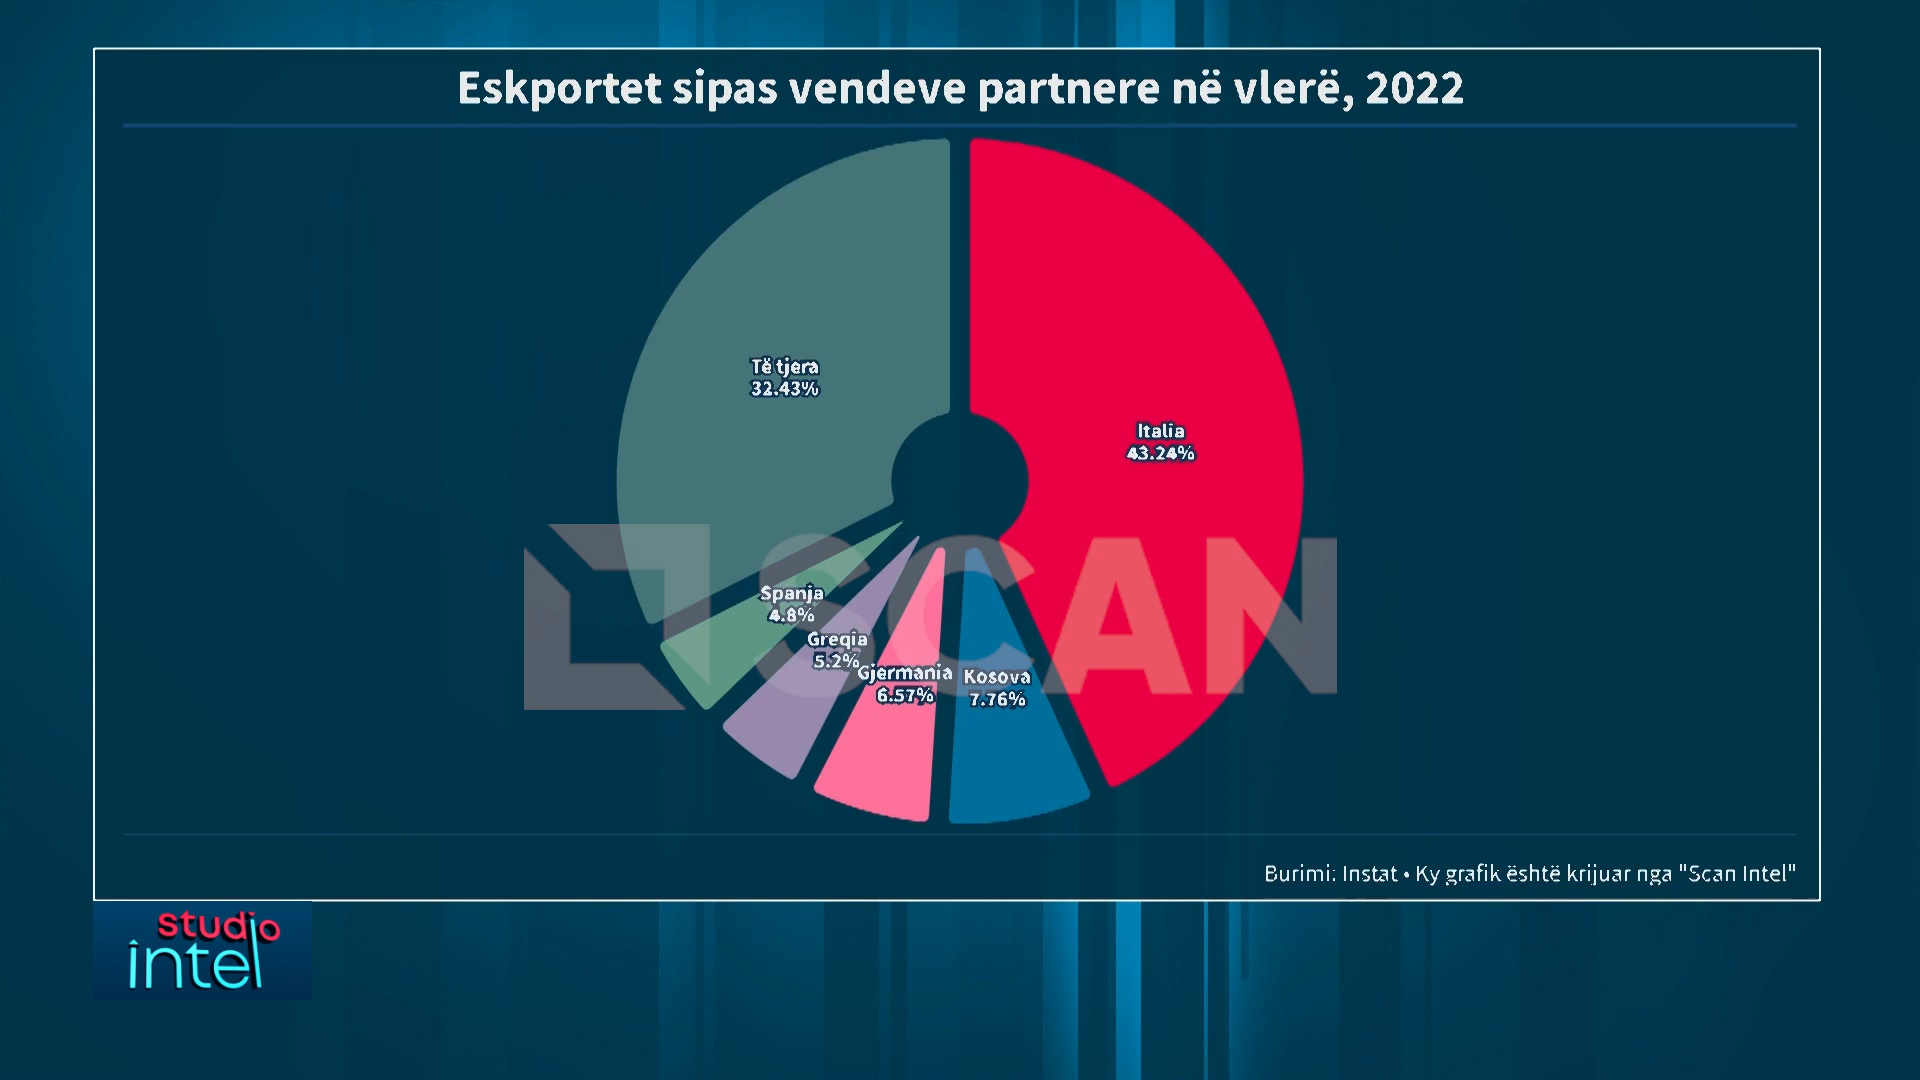 Eskportet sipas vendeve partnere në vlerë, 2022
Të tjera
32.43%
Italia
43.24%
Spanja
4.8%
Greqia
5.2%
Gjermania
6.57%
Kosova
7.76%
SCAN
Burimi: Instat • Ky grafik është krijuar nga "Scan Intel"
studio
intel